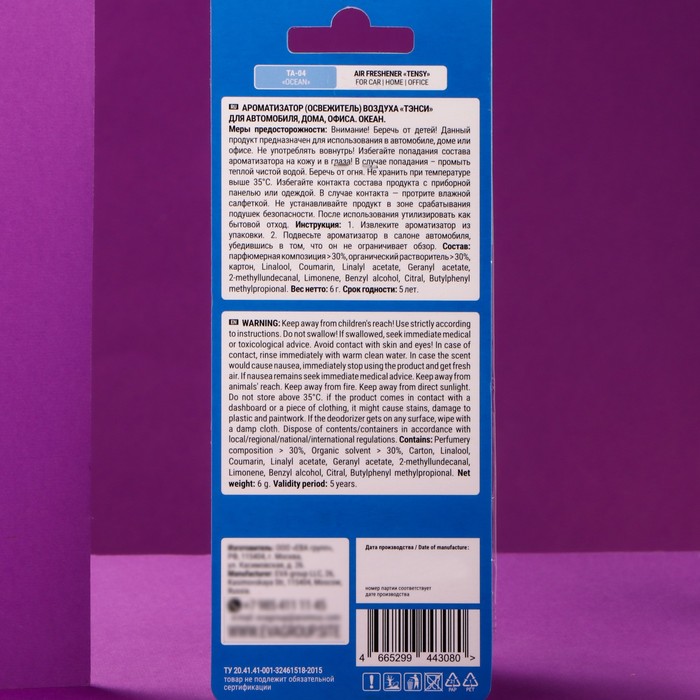 TA-04
«OCEAN»
AIR FRESHENER «TENSY»
FOR CAR | HOME | OFFICE
RU АРОМАТИЗАТОР (ОСВЕЖИТЕЛЬ) ВОЗДУХА «ТЭНСИ»
ДЛЯ АВТОМОБИЛЯ, ДОМА, ОФИСА. ОКЕАН.
Меры предосторожности: Внимание! Беречь от детей! Данный
продукт предназначен для использования в автомобиле, доме или
офисе. Не употреблять вовнутрь! Избегайте попадания состава
ароматизатора на кожу и в глаза! В случае попадания – промыть
теплой чистой водой. Беречь от огня. Не хранить при температуре
выше 35°С. Избегайте контакта состава продукта с приборной
панелью или одеждой. В случае контакта – протрите влажной
салфеткой. Не устанавливайте продукт в зоне срабатывания
подушек безопасности. После использования утилизировать как
бытовой отход. Инструкция: 1. Извлеките ароматизатор из
упаковки. 2. Подвесьте ароматизатор в салоне автомобиля,
убедившись в том, что он не ограничивает обзор. Состав:
парфюмерная композиция > 30%, органический растворитель > 30%,
картон, Linalool, Coumarin, Linalyl acetate, Geranyl acetate,
2-methyllundecanal, Limonene, Benzyl alcohol, Citral, Butylphenyl
methylpropional. Вес нетто: 6 г. Срок годности: 5 лет.
EN WARNING: Keep away from children's reach! Use strictly according
to instructions. Do not swallow! If swallowed, seek immediate medical
or toxicological advice. Avoid contact with skin and eyes! In case of
contact, rinse immediately with warm clean water. In case the scent
would cause nausea, immediately stop using the product and get fresh
air. If nausea remains seek immediate medical advice. Keep away from
animals' reach. Keep away from fire. Keep away from direct sunlight.
Do not store above 35°C. if the product comes in contact with a
dashboard or a piece of clothing, it might cause stains, damage to
plastic and paintwork. If the deodorizer gets on any surface, wipe with
a damp cloth. Dispose of contents/containers in accordance with
local/regional/national/international regulations. Contains: Perfumery
composition > 30%, Organic solvent > 30%, Carton, Linalool,
Coumarin, Linalyl acetate, Geranyl acetate, 2-methyllundecanal,
Limonene, Benzyl alcohol, Citral, Butylphenyl methylpropional. Net
weight: 6 g. Validity period: 5 years.
Дата производства / Date of manufacture:
номер партии соответствует
дате производства
4 665299 443080 >
ТУ 20.41.41-001-32461518-2015
товар не подлежит обязательной
сертификации
PAP
PET